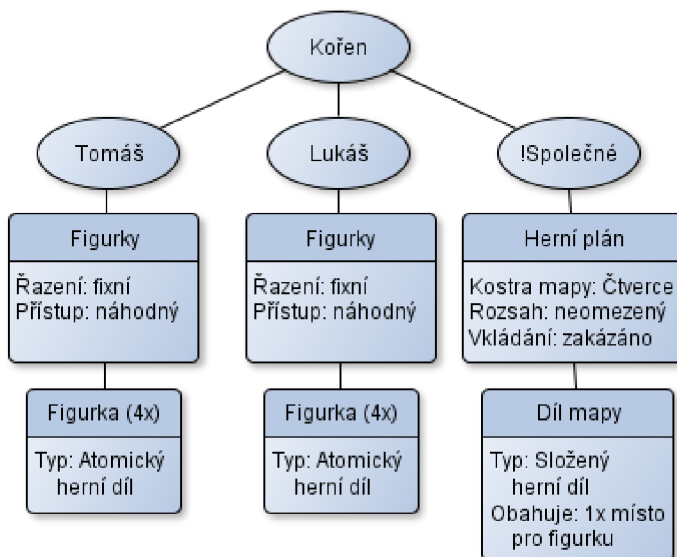 Kořen
Tomáš
Lukáš
!Společné
Figurky
Řazení: fixní
Přístup: náhodný
Figurky
Řazení: fixní
Přístup: náhodný
Herní plán
Kostra mapy: Čtverce
Rozsah: neomezený
Vkládání: zakázáno
Figurka (4x)
Typ: Atomický
herní díl
Figurka (4x)
Typ: Atomický
herní díl
Díl mapy
Typ: Složený
herní díl
Obahuje: 1x místo
pro figurku